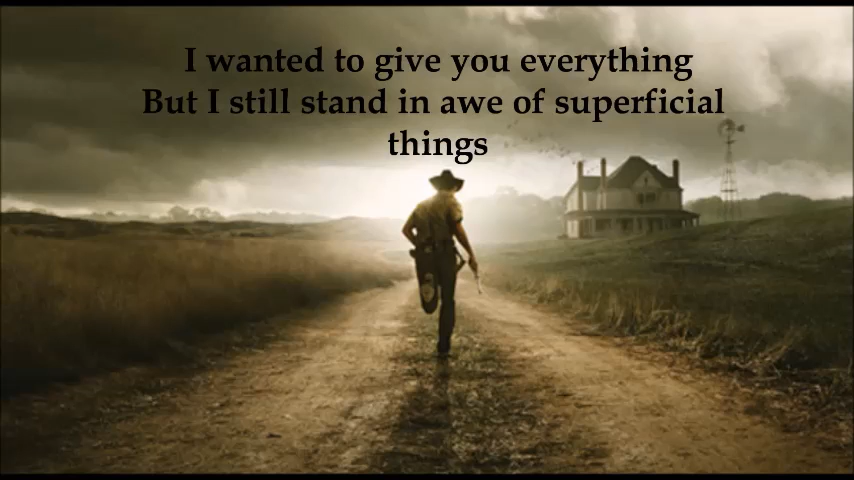 I wanted to give you everything
But I still stand in awe of superficial
things